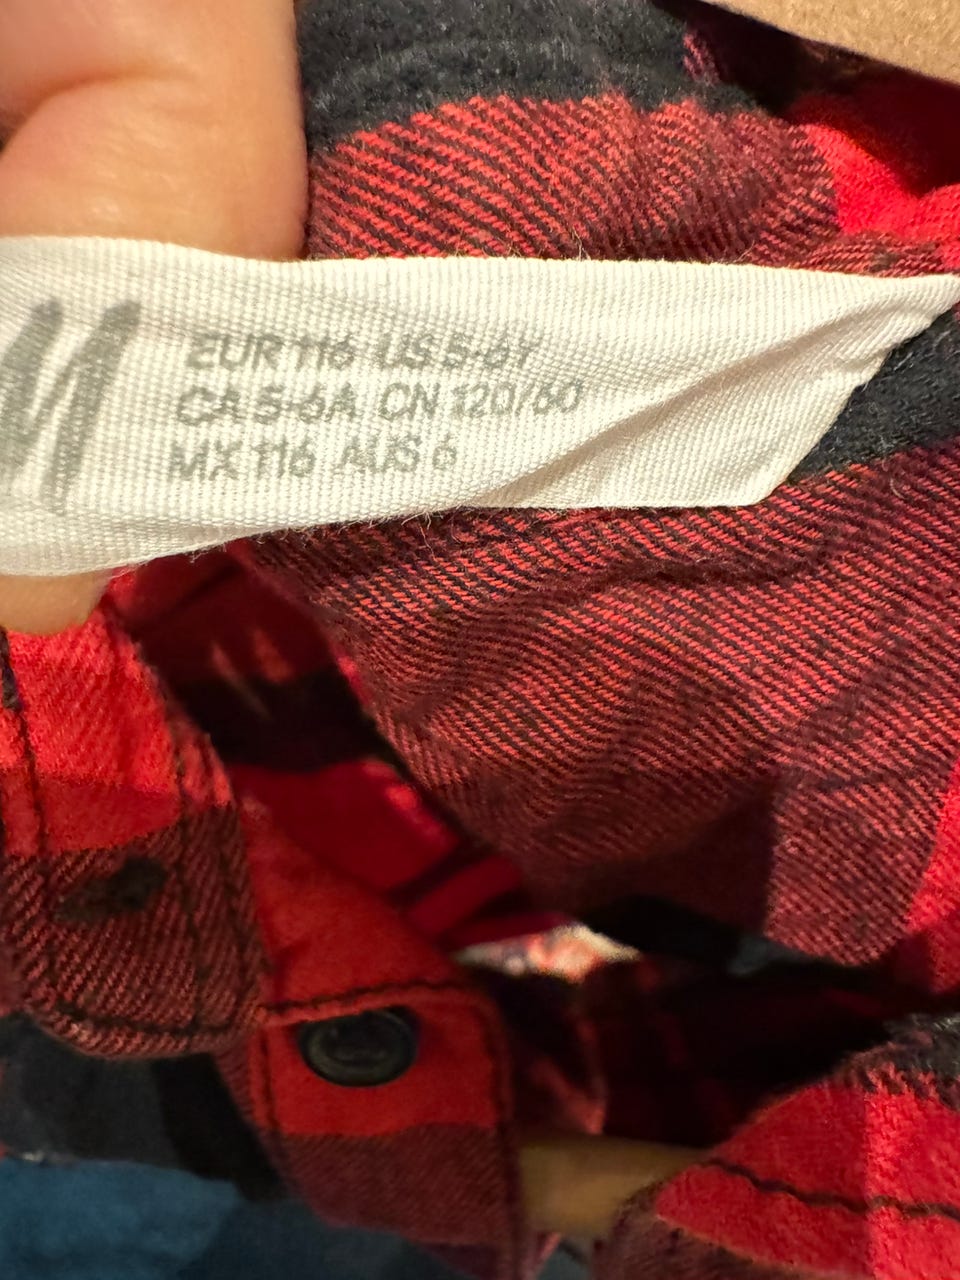 M
EUR 116 US 5-6Y
CA 5-6A CN 120/60
MX 116 AUS 6